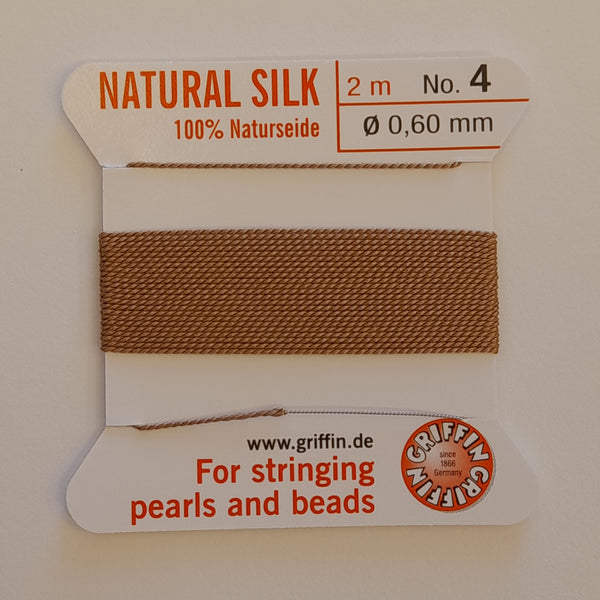 NATURAL SILK
100% Naturseide
2 m No. 4
Ø 0,60 mm
www.griffin.de
For stringing
pearls and beads
GRIFFIN GRIFFIN
since
1866
Germany